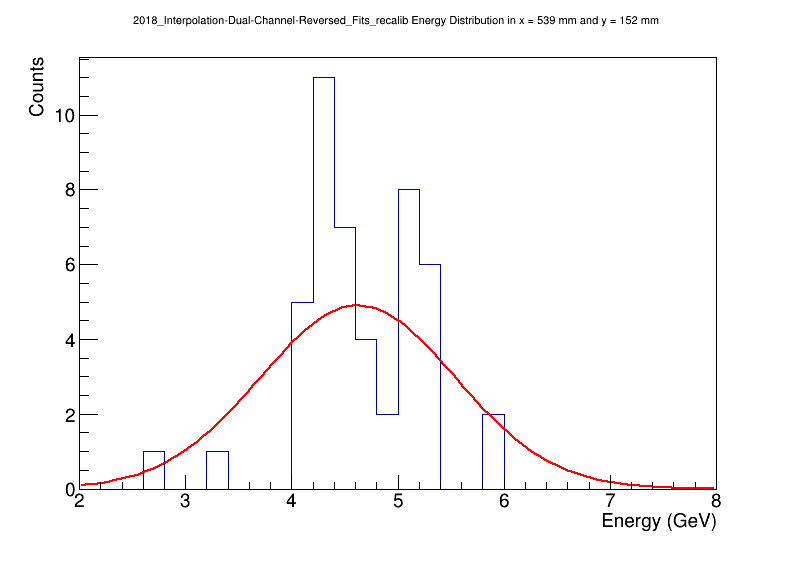 2018_Interpolation-Dual-Channel-Reversed_Fits_recalib Energy Distribution in x = 539 mm and y = 152 mm
Counts
10
8
6
4
2
0
2 3 4 5 6 7 8
Energy (GeV)